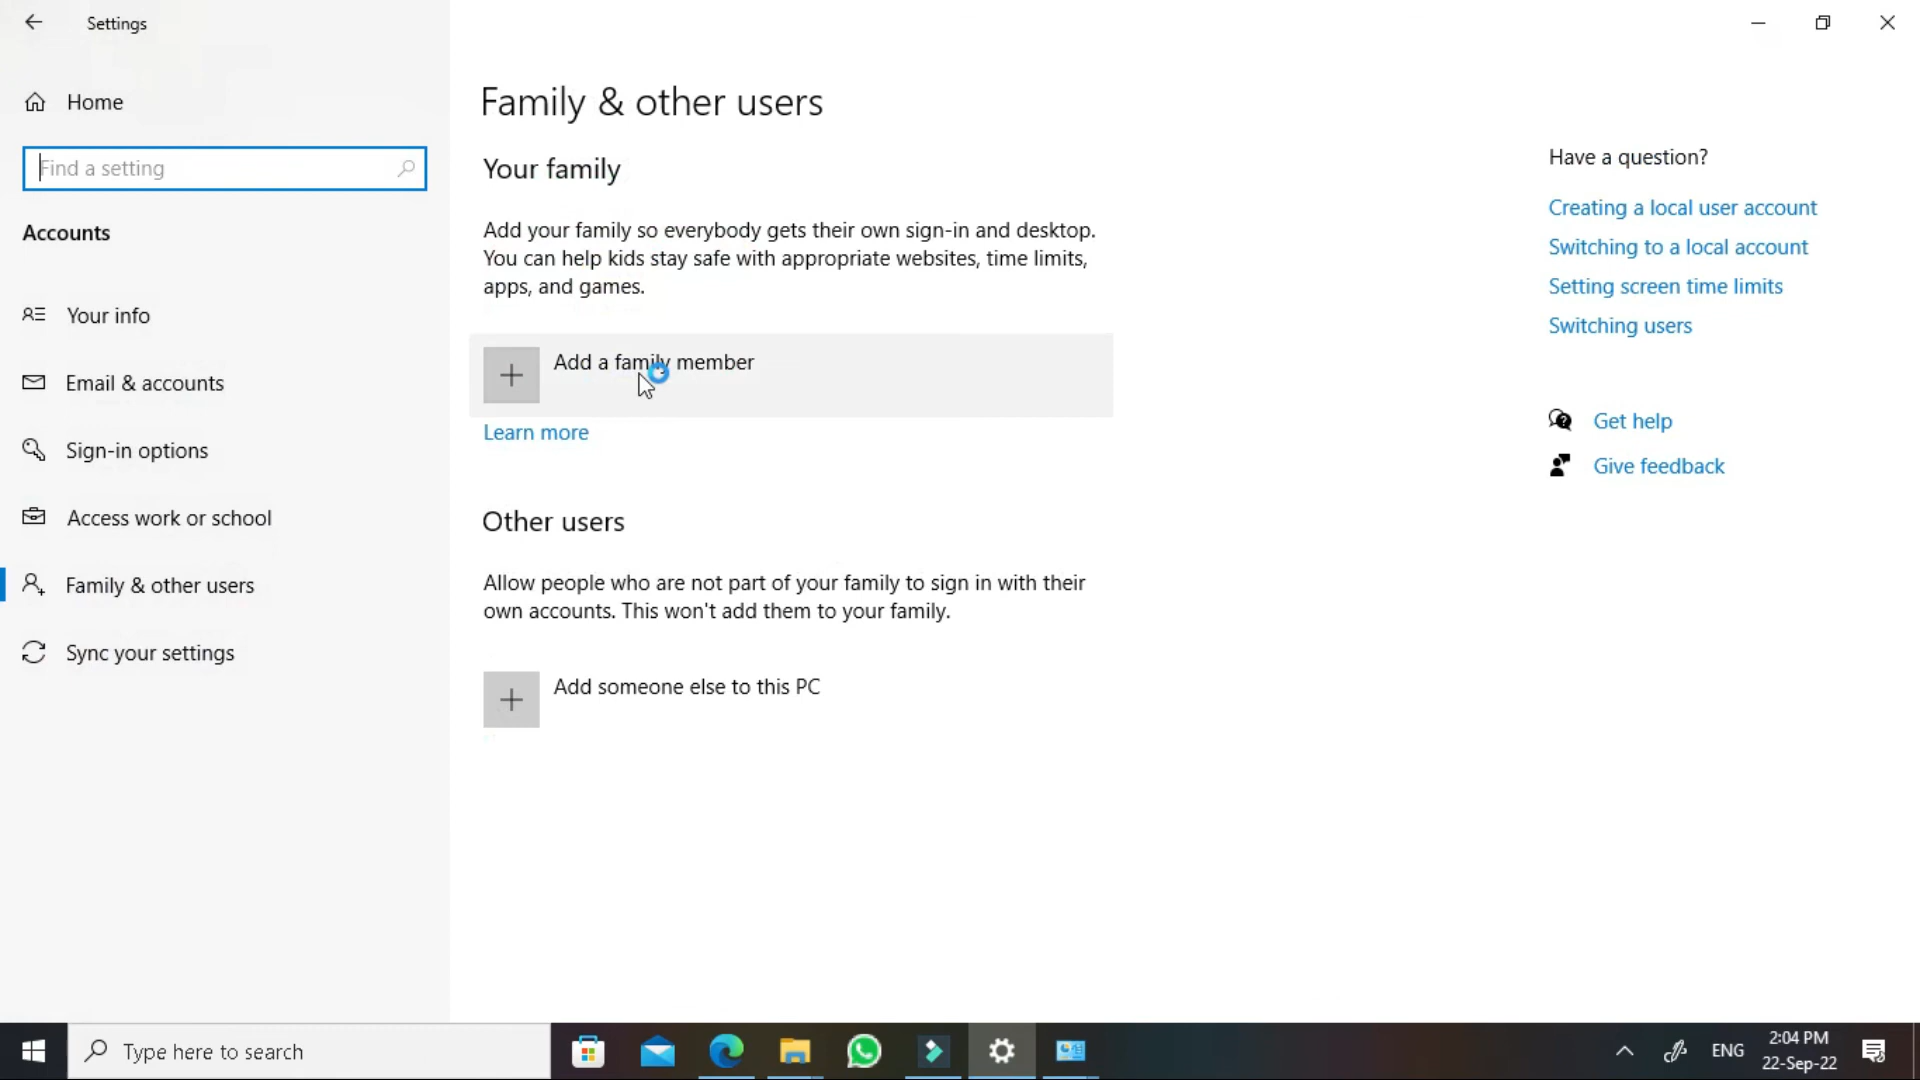 Settings
Home
Find a setting
Accounts
Your info
Email & accounts
Sign-in options
Access work or school
Family & other users
Sync your settings
Family & other users
Your family
Add your family so everybody gets their own sign-in and desktop.
You can help kids stay safe with appropriate websites, time limits,
apps, and games.
Add a family member
Learn more
Other users
Allow people who are not part of your family to sign in with their
own accounts. This won't add them to your family.
Add someone else to this PC
Have a question?
Creating a local user account
Switching to a local account
Setting screen time limits
Switching users
Get help
Give feedback
Type here to search
ENG
2:04 PM
22-Sep-22